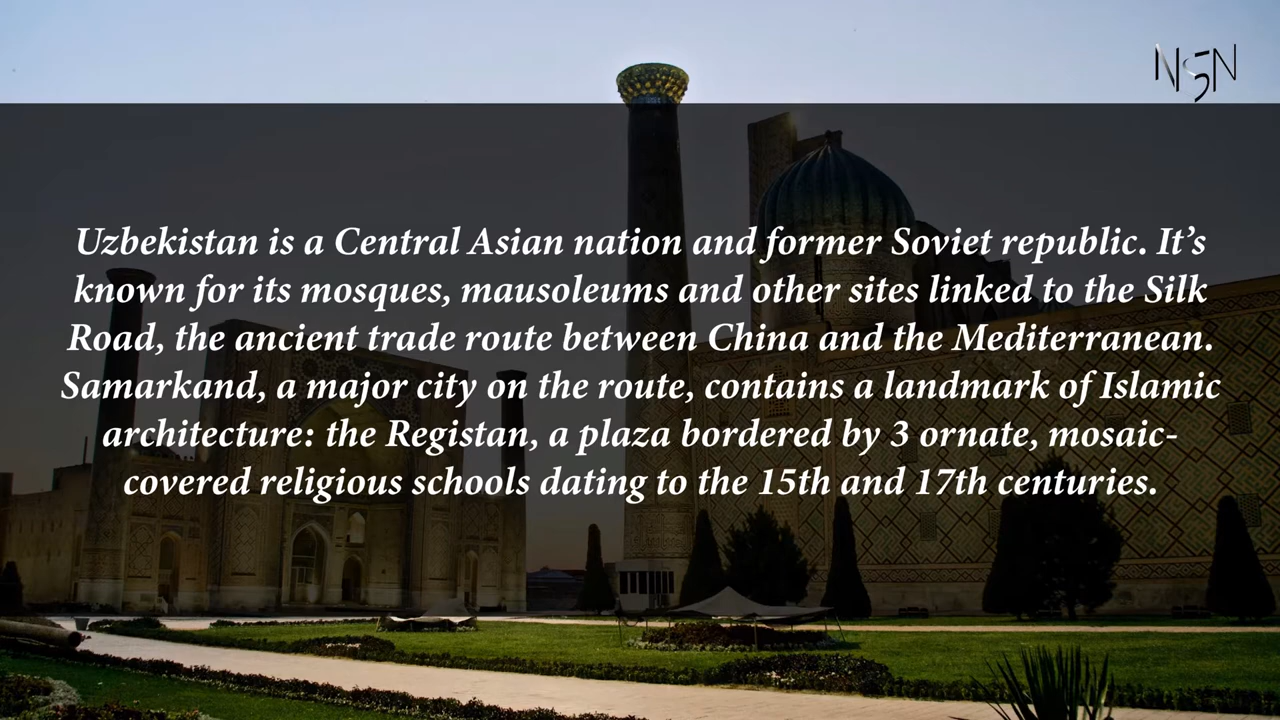 NSN
Uzbekistan is a Central Asian nation and former Soviet republic. It’s
known for its mosques, mausoleums and other sites linked to the Silk
Road, the ancient trade route between China and the Mediterranean.
Samarkand, a major city on the route, contains a landmark of Islamic
architecture: the Registan, a plaza bordered by 3 ornate, mosaic-
covered religious schools dating to the 15th and 17th centuries.